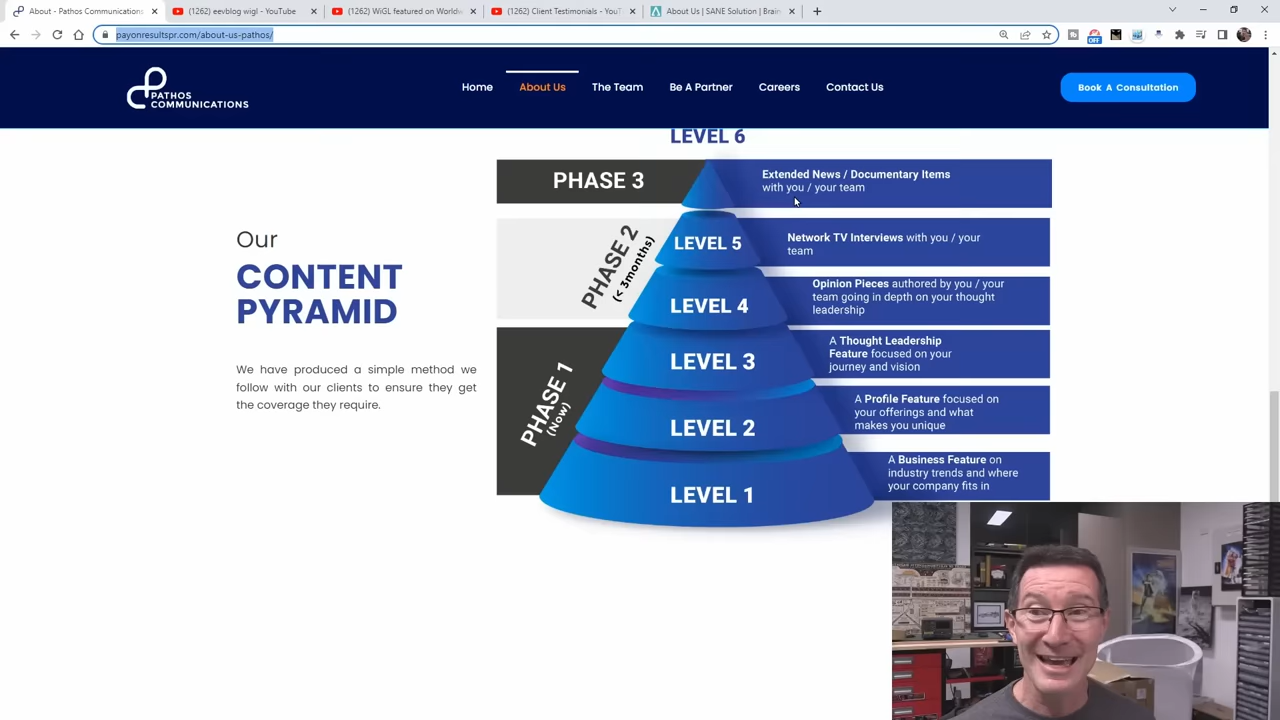 About - Pathos Communications
(1262) eevblog wigl - YouTube
(1262) WiGL featured on Worldw
(1262) Client Testimonials - YouT
About Us | SANE Solution | Brain
payonresultspr.com/about-us-pathos/
OFF
PATHOS
COMMUNICATIONS
Home
About Us
The Team
Be A Partner
Careers
Contact Us
Book A Consultation
LEVEL 6
PHASE 3
Extended News / Documentary Items
with you / your team
Our
CONTENT
PYRAMID
We have produced a simple method we
follow with our clients to ensure they get
the coverage they require.
PHASE 2
(< 3months)
LEVEL 5
Network TV Interviews with you / your
team
LEVEL 4
Opinion Pieces authored by you / your
team going in depth on your thought
leadership
PHASE 1
(Now)
LEVEL 3
A Thought Leadership
Feature focused on your
journey and vision
LEVEL 2
A Profile Feature focused on
your offerings and what
makes you unique
LEVEL 1
A Business Feature on
industry trends and where
your company fits in